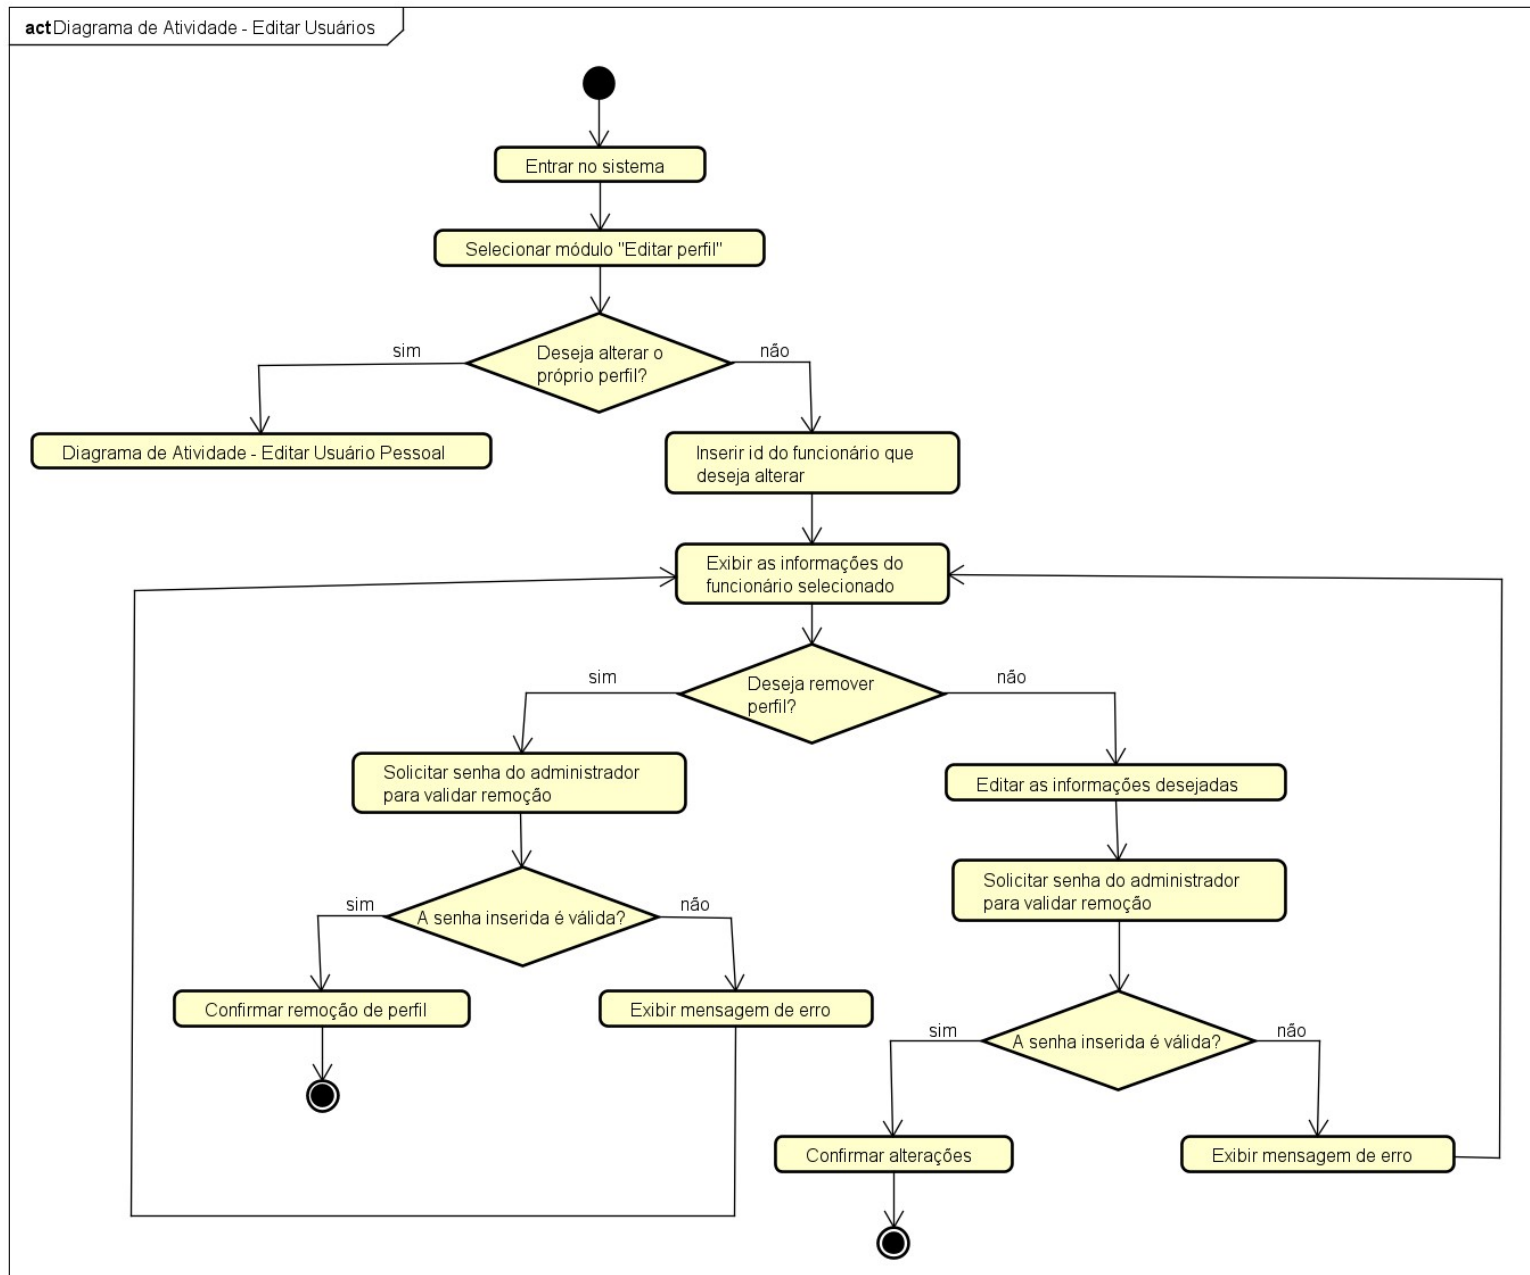 act Diagrama de Atividade - Editar Usuários
Entrar no sistema
Selecionar módulo "Editar perfil"
sim
Deseja alterar o
próprio perfil?
não
Diagrama de Atividade - Editar Usuário Pessoal
Inserir id do funcionário que
deseja alterar
Exibir as informações do
funcionário selecionado
sim
Deseja remover
perfil?
não
Solicitar senha do administrador
para validar remoção
Editar as informações desejadas
Solicitar senha do administrador
para validar remoção
sim
A senha inserida é válida?
não
Confirmar remoção de perfil
Exibir mensagem de erro
sim
A senha inserida é válida?
não
Confirmar alterações
Exibir mensagem de erro